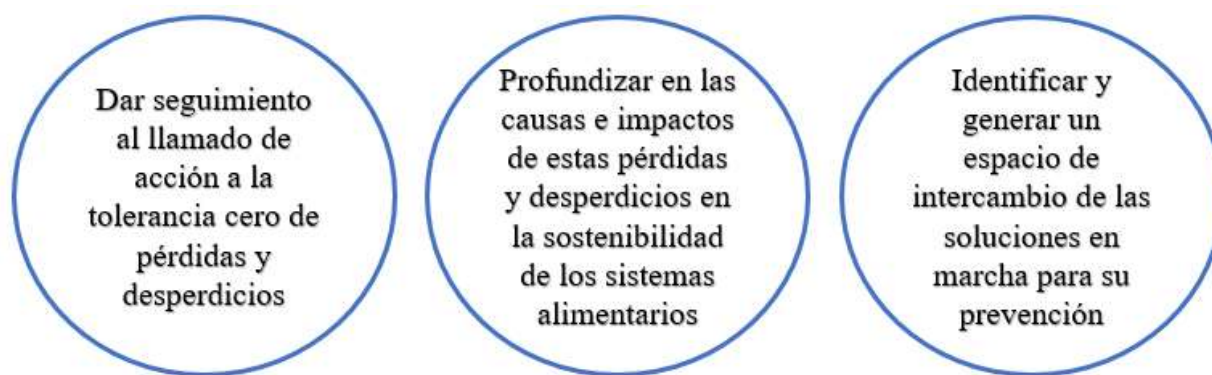 Dar seguimiento
al llamado de
acción a la
tolerancia cero de
pérdidas y
desperdicios
Profundizar en las
causas e impactos
de estas pérdidas
y desperdicios en
la sostenibilidad
de los sistemas
alimentarios
Identificar y
generar un
espacio de
intercambio de las
soluciones en
marcha para su
prevención